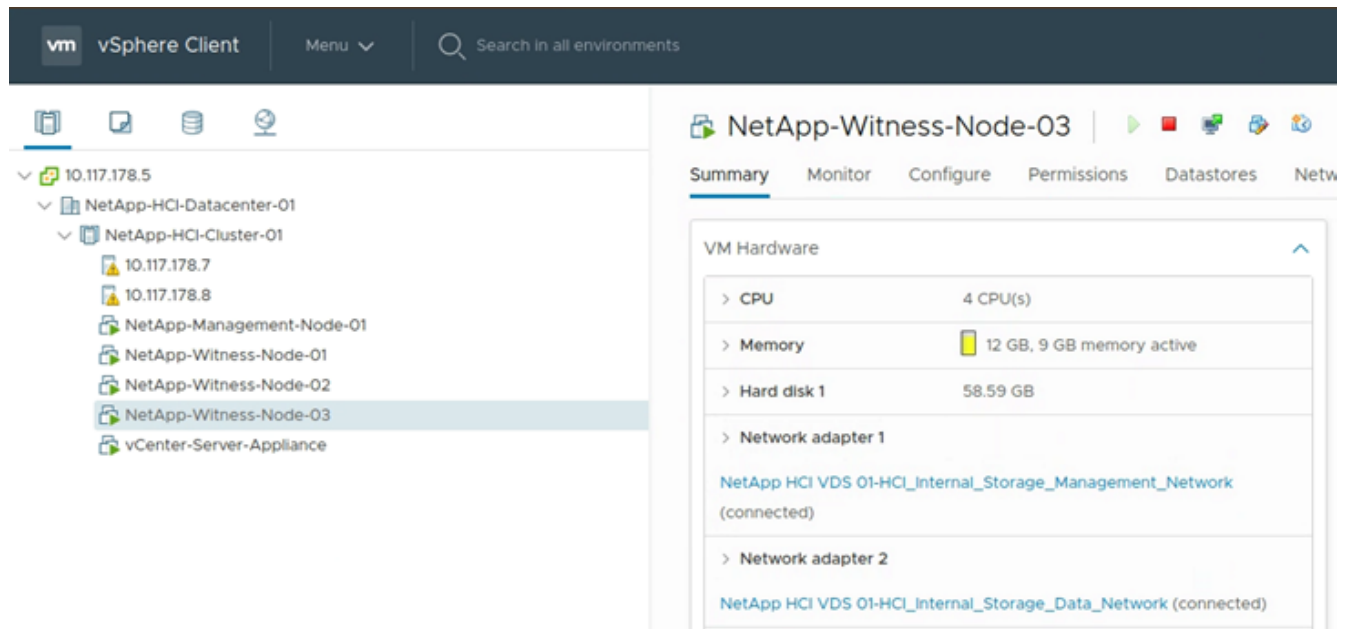 vm vSphere Client Menu Search in all environments
10.117.178.5
NetApp-HCI-Datacenter-01
NetApp-HCI-Cluster-01
10.117.178.7
10.117.178.8
NetApp-Management-Node-01
NetApp-Witness-Node-01
NetApp-Witness-Node-02
NetApp-Witness-Node-03
vCenter-Server-Appliance
NetApp-Witness-Node-03
Summary Monitor Configure Permissions Datastores Netw
VM Hardware
CPU 4 CPU(s)
Memory 12 GB, 9 GB memory active
Hard disk 1 58.59 GB
Network adapter 1
NetApp HCI VDS 01-HCI_Internal_Storage_Management_Network
(connected)
Network adapter 2
NetApp HCI VDS 01-HCI_Internal_Storage_Data_Network (connected)